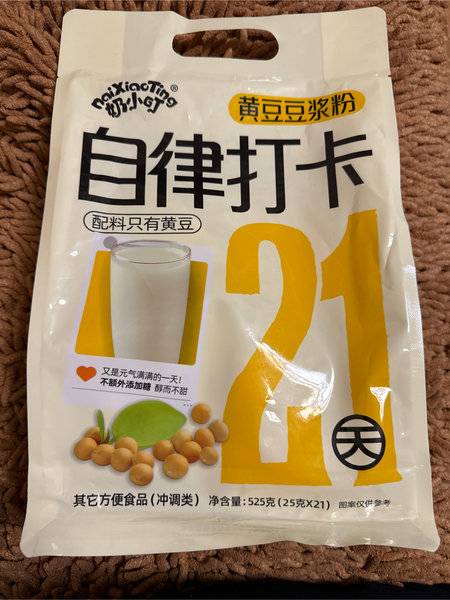 naiXiaoTing®
奶小町
黄豆豆浆粉
自律打卡
配料只有黄豆
21
天
又是元气满满的一天!
不额外添加糖 醇而不甜
其它方便食品(冲调类) 净含量:525克(25克X21) 图案仅供参考